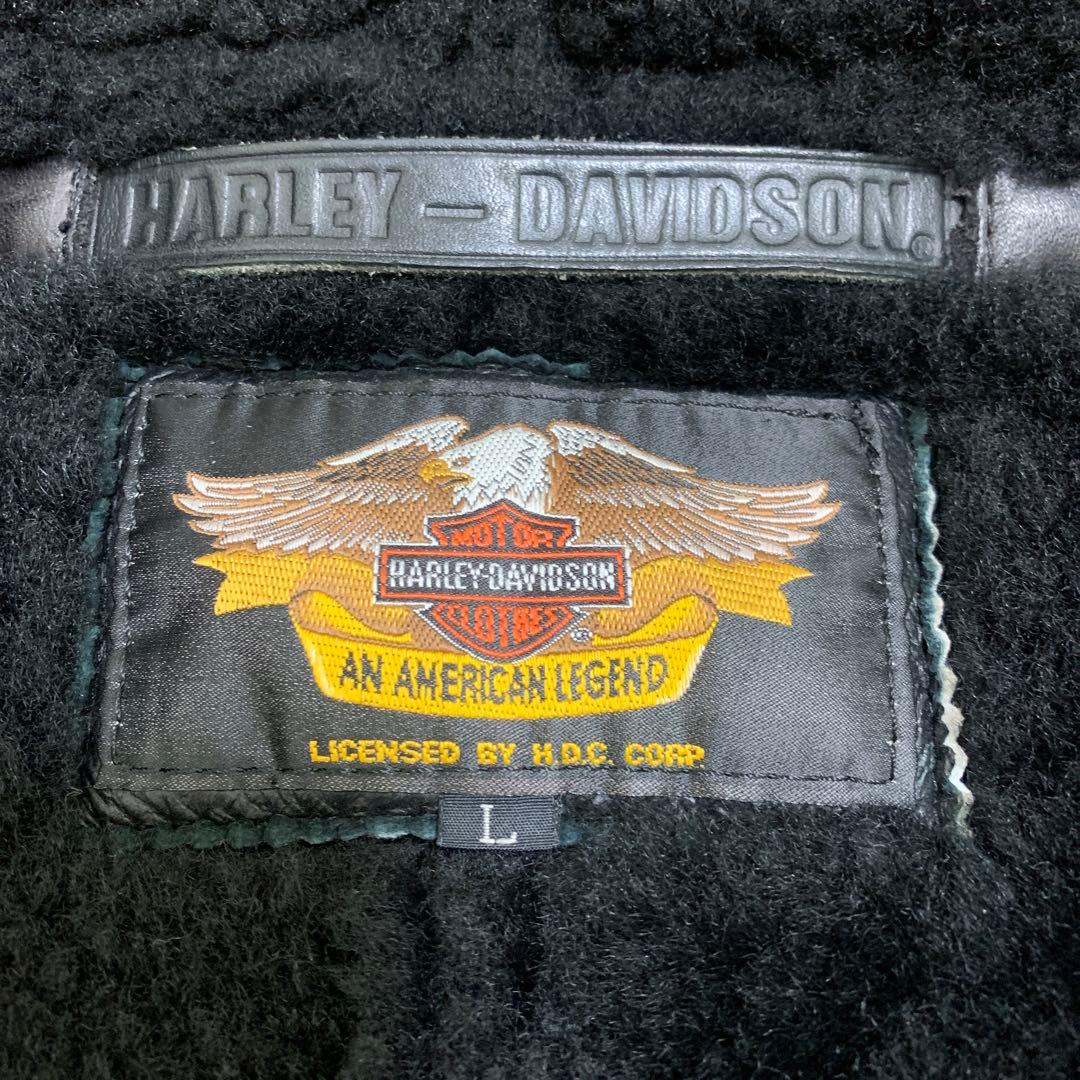 HARLEY – DAVIDSON®
MOTOR
HARLEY-DAVIDSON
CLOTHES ®
AN AMERICAN LEGEND
LICENSED BY H.D.C. CORP
L